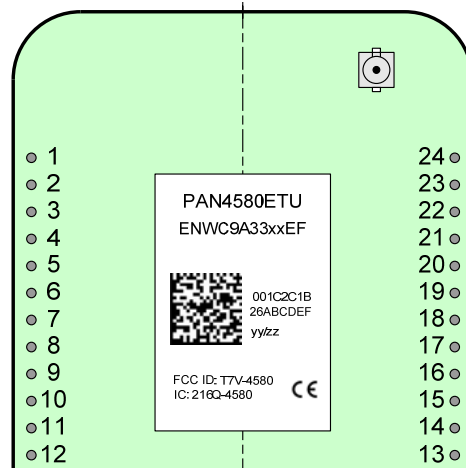 1 24
2 23
3 22
4 21
5 20
6 19
7 18
8 17
9 16
10 15
11 14
12 13
PAN4580ETU
ENWC9A33xxEF
001C2C1B
26ABCDEF
yy/zz
FCC ID: T7V-4580
IC: 216Q-4580
CE